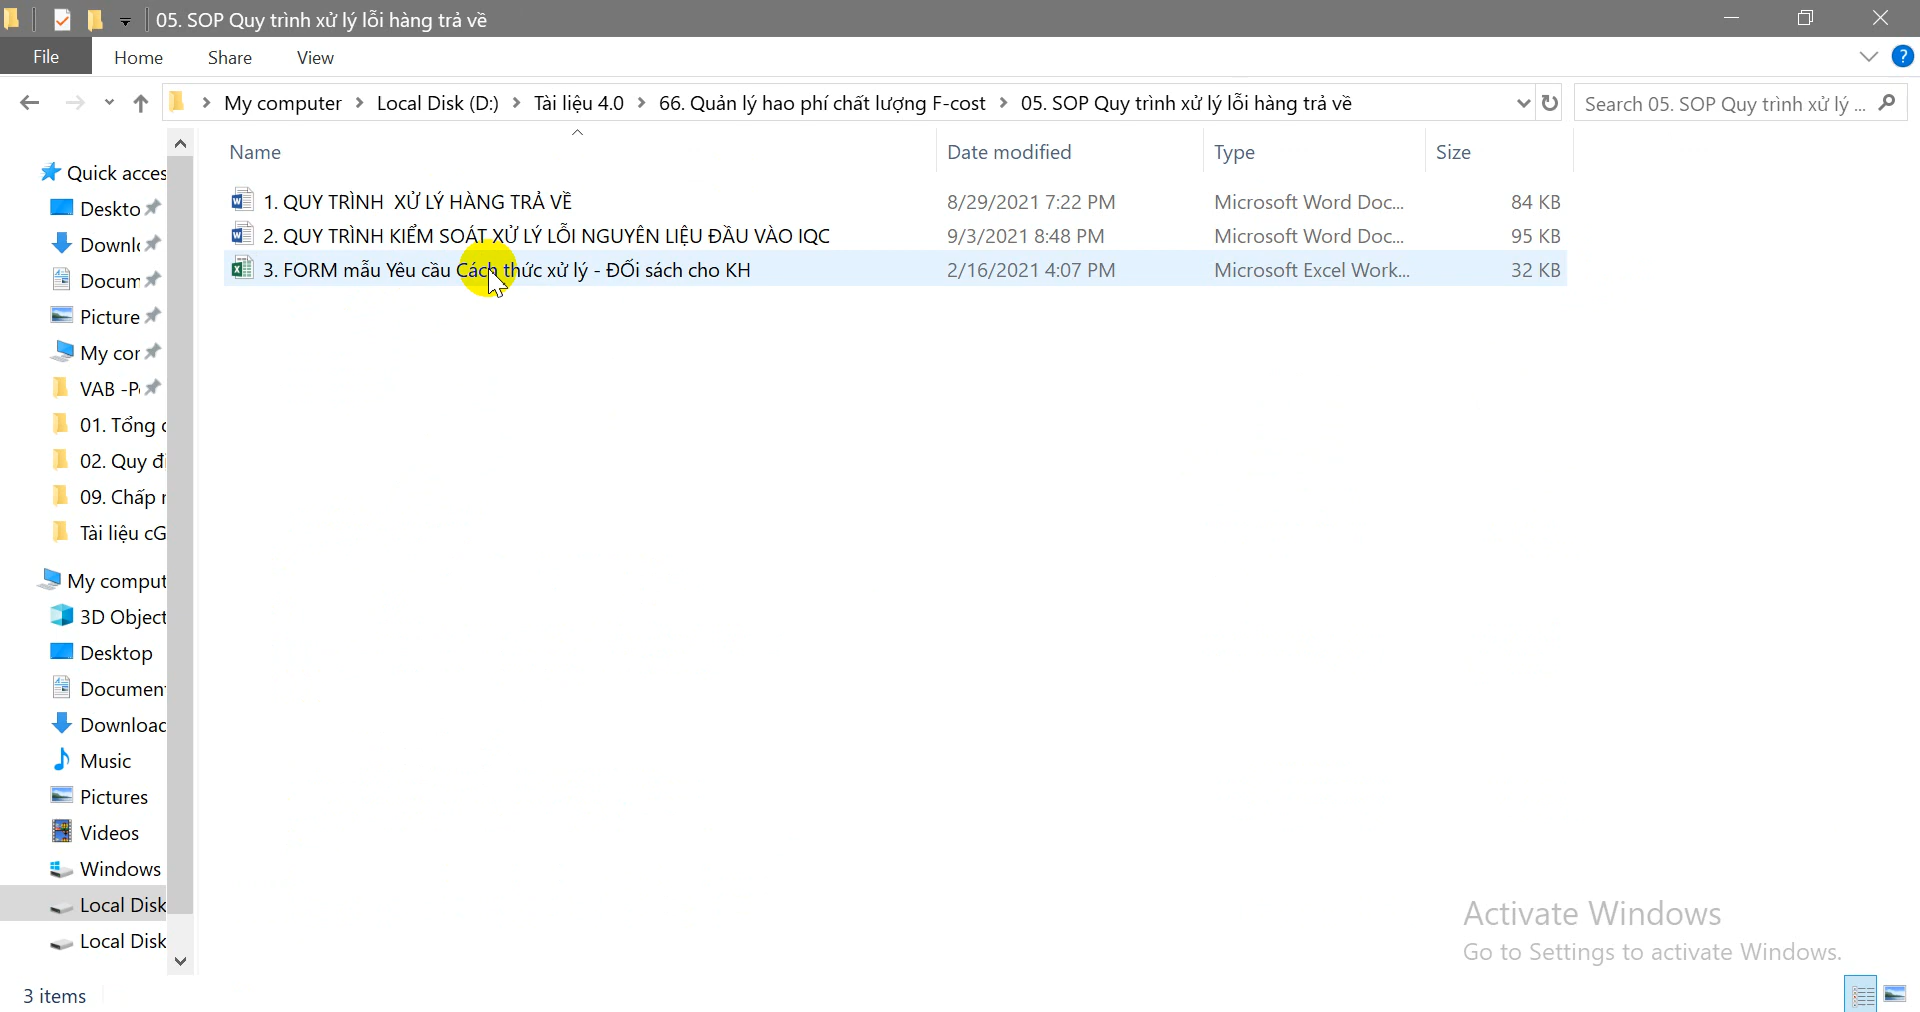 05. SOP Quy trình xử lý lỗi hàng trả về
File Home Share View
My computer Local Disk (D:) Tài liệu 4.0 66. Quản lý hao phí chất lượng F-cost 05. SOP Quy trình xử lý lỗi hàng trả về
Search 05. SOP Quy trình xử lý ...
Name Date modified Type Size
1. QUY TRÌNH XỬ LÝ HÀNG TRẢ VỀ 8/29/2021 7:22 PM Microsoft Word Doc... 84 KB
2. QUY TRÌNH KIỂM SOÁT XỬ LÝ LỖI NGUYÊN LIỆU ĐẦU VÀO IQC 9/3/2021 8:48 PM Microsoft Word Doc... 95 KB
3. FORM mẫu Yêu cầu Cách thức xử lý - ĐỐi sách cho KH 2/16/2021 4:07 PM Microsoft Excel Work... 32 KB
Quick acces
Deskto
Downl
Docum
Picture
My cor
VAB -P
01. Tổng
02. Quy đ
09. Chấp
Tài liệu cG
My comput
3D Object
Desktop
Documen
Downloac
Music
Pictures
Videos
Windows
Local Disk
Local Disk
Activate Windows
Go to Settings to activate Windows.
3 items